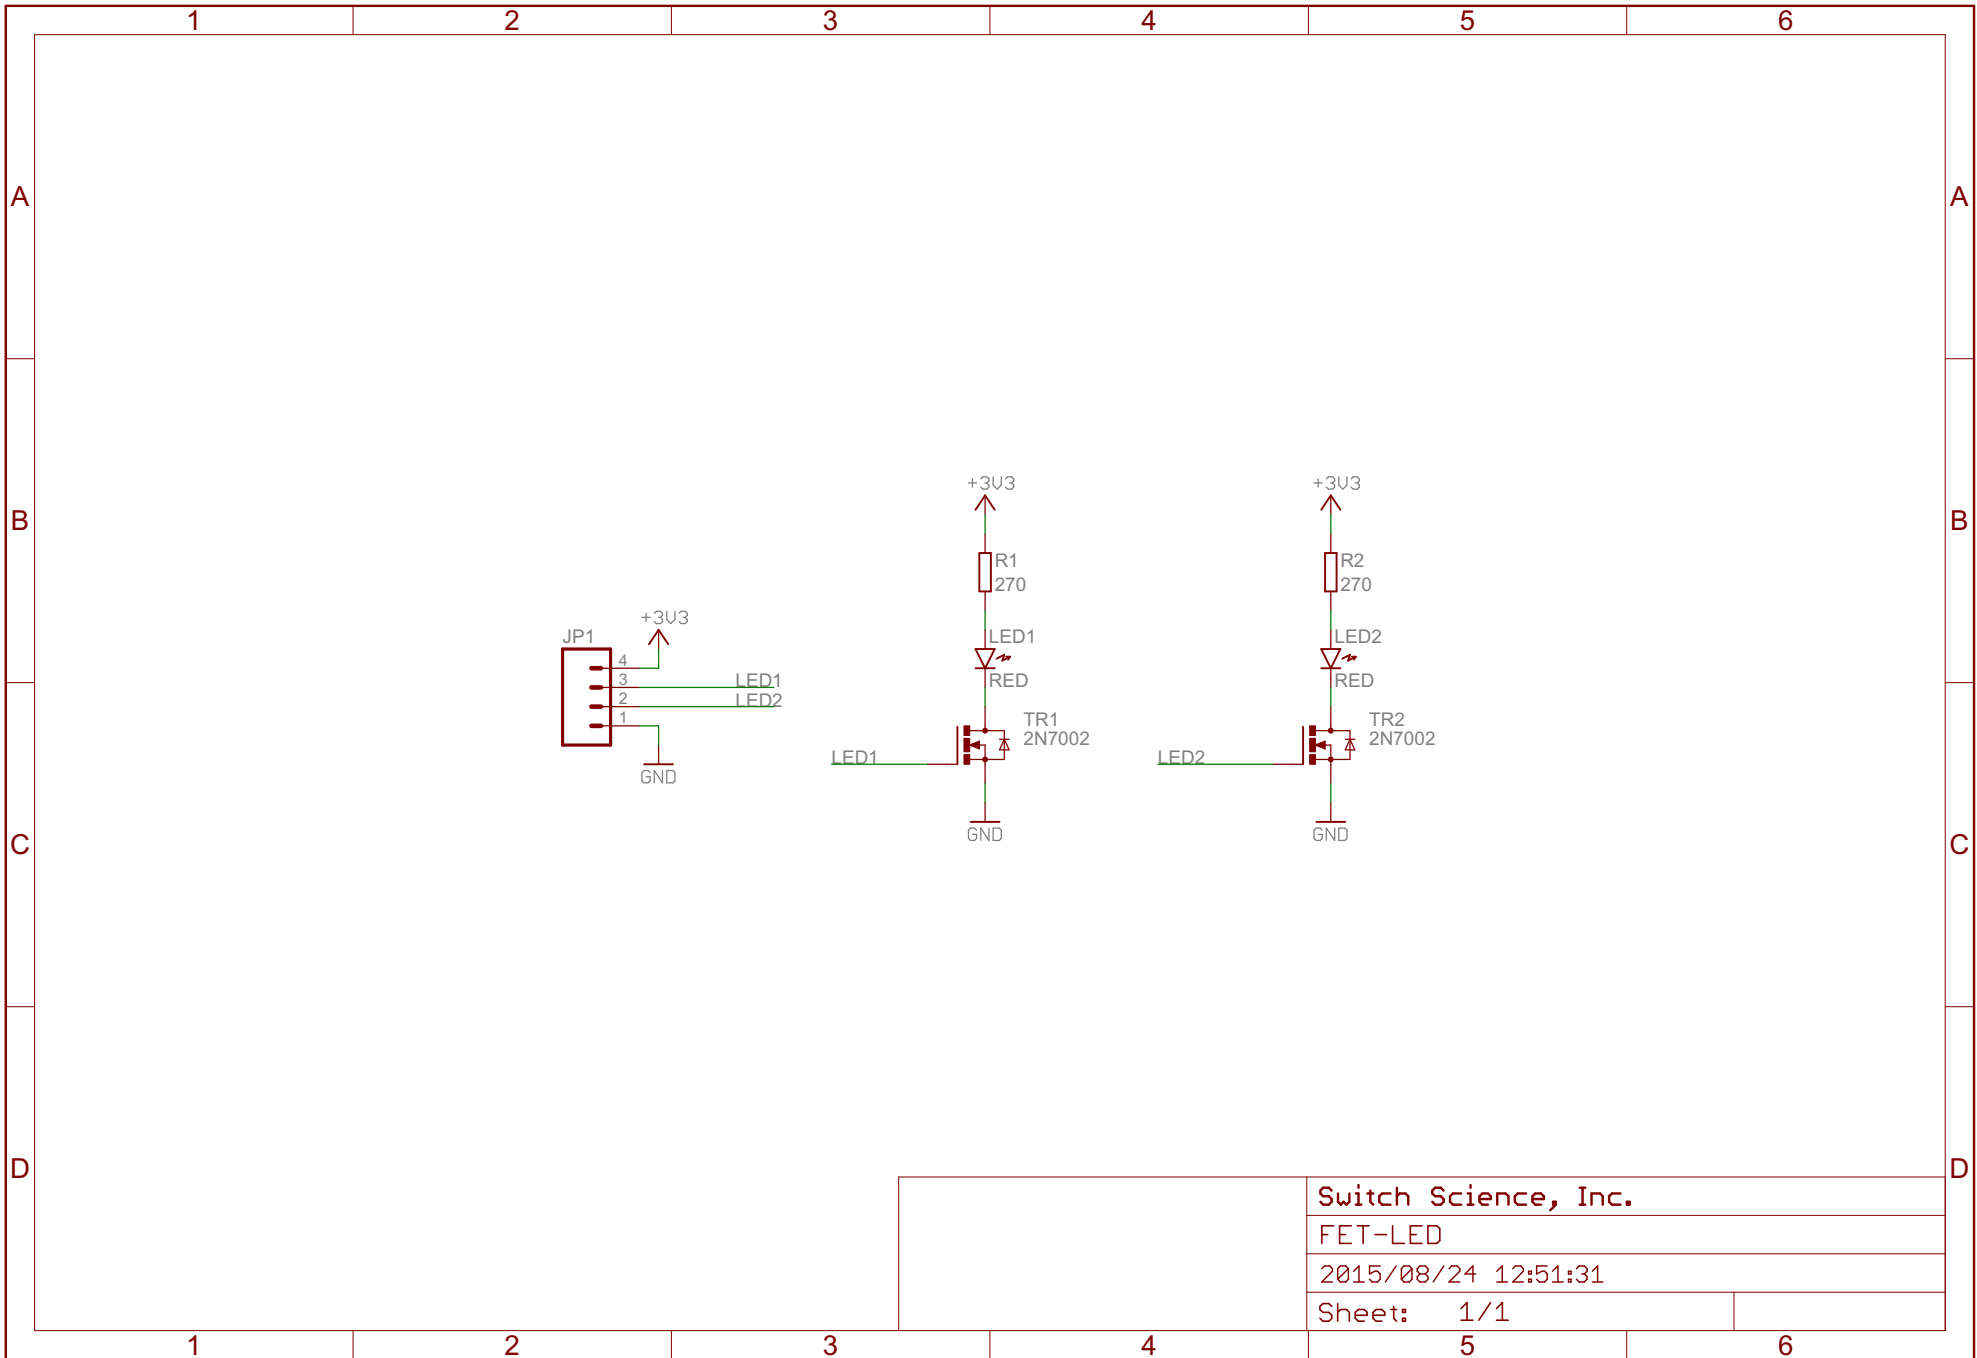 1 2 3 4 5 6
A A
+3V3 +3V3
B B
R1 R2
270 270
+3V3
JP1 LED1 LED2
4
3 LED1 RED RED
2 LED2
1 TR1 TR2
2N7002 2N7002
LED1 LED2
GND
GND GND
C C
D D
Switch Science, Inc.
FET-LED
2015/08/24 12:51:31
Sheet: 1/1
1 2 3 4 5 6